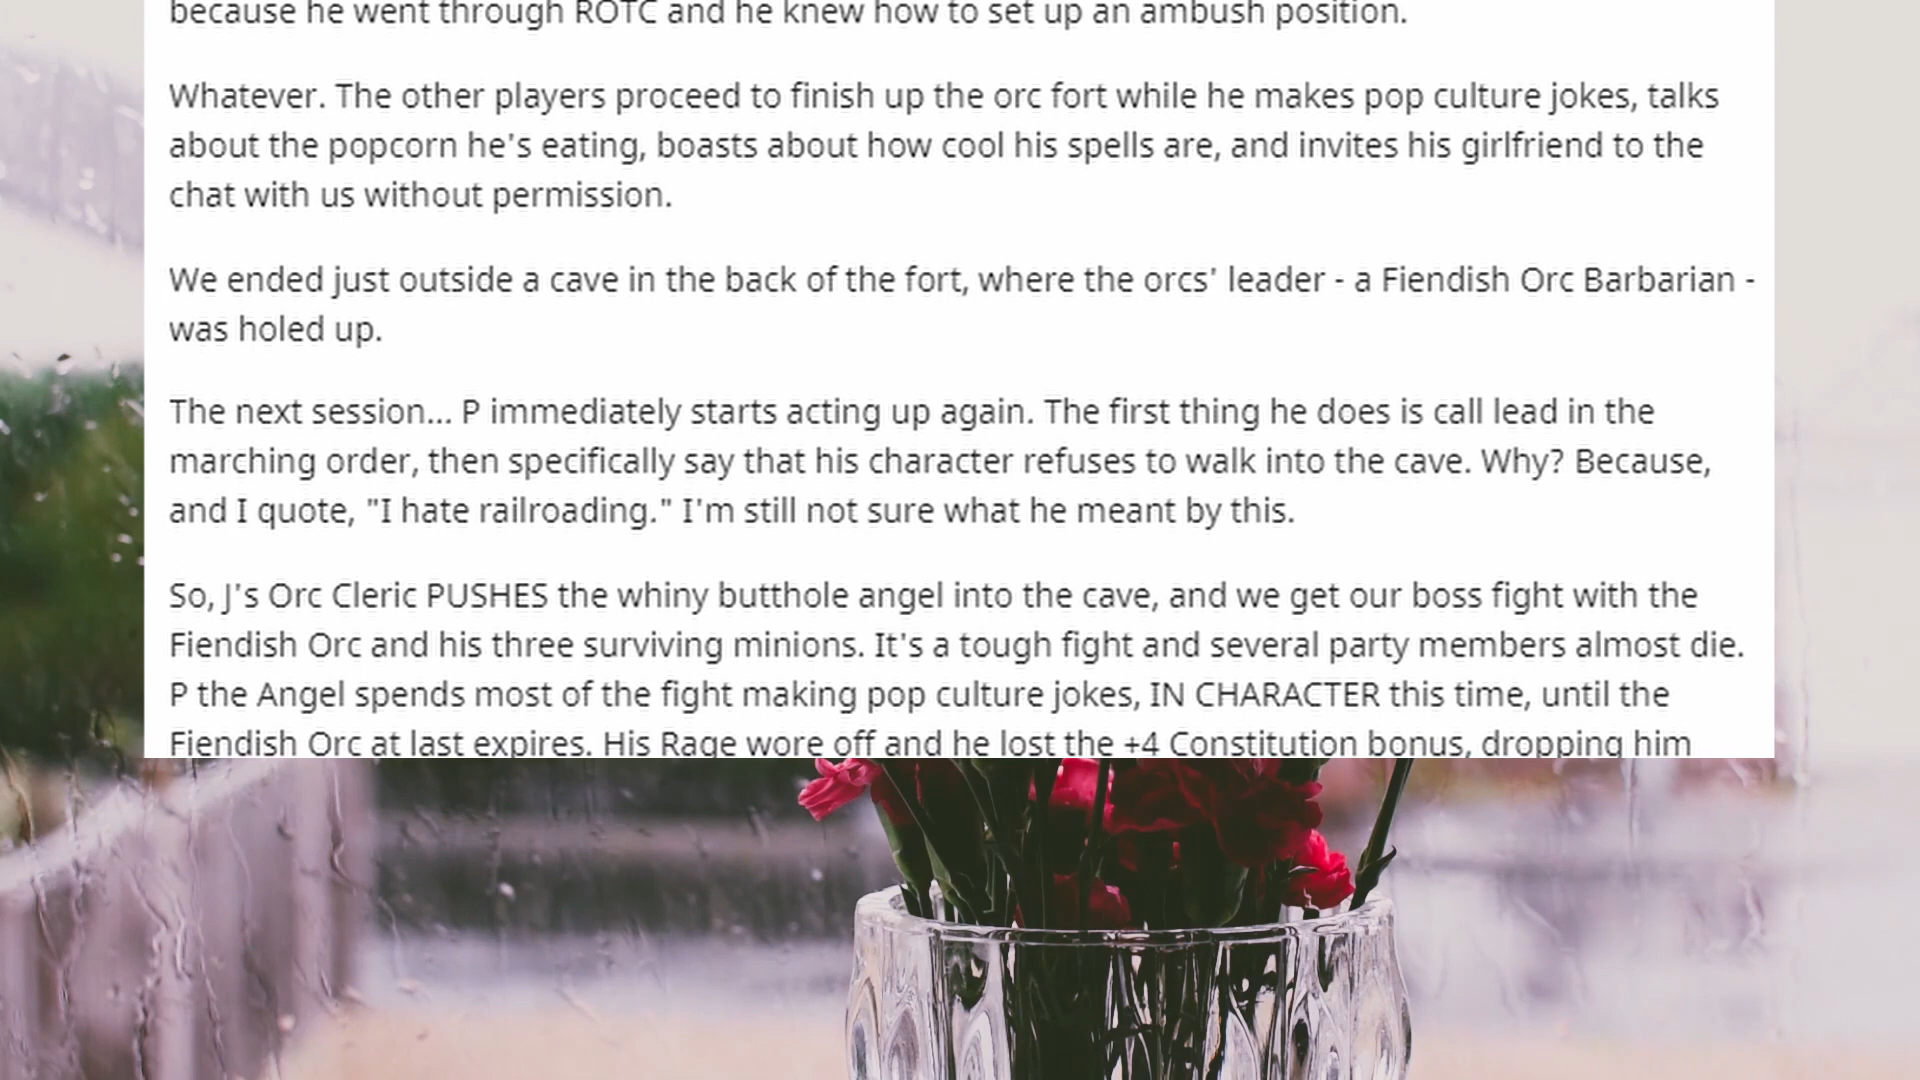 because he went through ROTC and he knew how to set up an ambush position.
Whatever. The other players proceed to finish up the orc fort while he makes pop culture jokes, talks
about the popcorn he's eating, boasts about how cool his spells are, and invites his girlfriend to the
chat with us without permission.
We ended just outside a cave in the back of the fort, where the orcs' leader - a Fiendish Orc Barbarian -
was holed up.
The next session... P immediately starts acting up again. The first thing he does is call lead in the
marching order, then specifically say that his character refuses to walk into the cave. Why? Because,
and I quote, "I hate railroading." I'm still not sure what he meant by this.
So, J's Orc Cleric PUSHES the whiny butthole angel into the cave, and we get our boss fight with the
Fiendish Orc and his three surviving minions. It's a tough fight and several party members almost die.
P the Angel spends most of the fight making pop culture jokes, IN CHARACTER this time, until the
Fiendish Orc at last expires. His Rage wore off and he lost the +4 Constitution bonus, dropping him